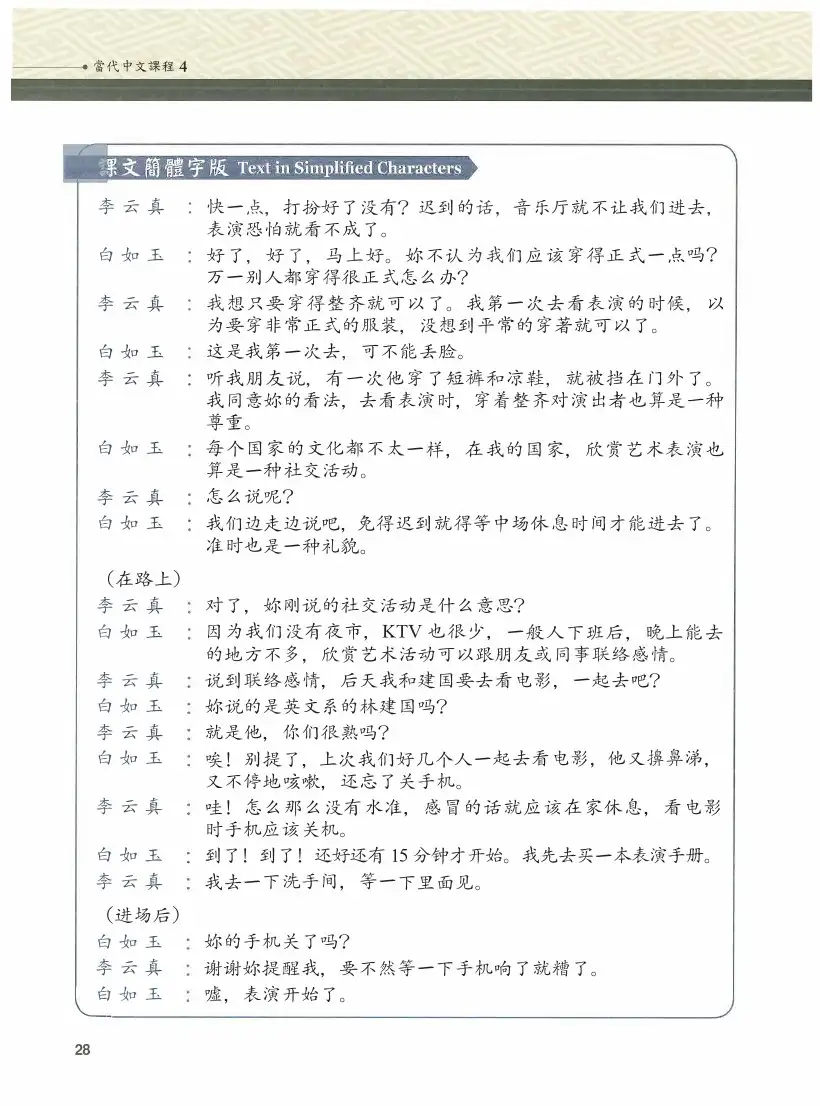 當代中文課程 4
課文簡體字版 Text in Simplified Characters
李云真 : 快一点，打扮好了没有？迟到的话，音乐厅就不让我们进去，
表演恐怕就看不成了。
白如玉 : 好了，好了，马上好。妳不认为我们应该穿得正式一点吗？
万一别人都穿得很正式怎么办？
李云真 : 我想只要穿得整齐就可以了。我第一次去看表演的时候，以
为要穿非常正式的服装，没想到平常的穿著就可以了。
白如玉 : 这是我第一次去，可不能丢脸。
李云真 : 听我朋友说，有一次他穿了短裤和凉鞋，就被挡在门外了。
我同意妳的看法，去看表演时，穿着整齐对演出者也算是一种
尊重。
白如玉 : 每个国家的文化都不太一样，在我的国家，欣赏艺术表演也
算是一种社交活动。
李云真 : 怎么说呢？
白如玉 : 我们边走边说吧，免得迟到就得等中场休息时间才能进去了。
准时也是一种礼貌。
（在路上）
李云真 : 对了，妳刚说的社交活动是什么意思？
白如玉 : 因为我们没有夜市，KTV 也很少，一般人下班后，晚上能去
的地方不多，欣赏艺术活动可以跟朋友或同事联络感情。
李云真 : 说到联络感情，后天我和建国要去看电影，一起去吧？
白如玉 : 妳说的是英文系的林建国吗？
李云真 : 就是他，你们很熟吗？
白如玉 : 唉！别提了，上次我们好几个人一起去看电影，他又擤鼻涕，
又不停地咳嗽，还忘了关手机。
李云真 : 哇！怎么那么没有水准，感冒的话就应该在家休息，看电影
时手机应该关机。
白如玉 : 到了！到了！还好还有 15 分钟才开始。我先去买一本表演手册。
李云真 : 我去一下洗手间，等一下里面见。
（进场后）
白如玉 : 妳的手机关了吗？
李云真 : 谢谢妳提醒我，要不然等一下手机响了就糟了。
白如玉 : 嘘，表演开始了。
28